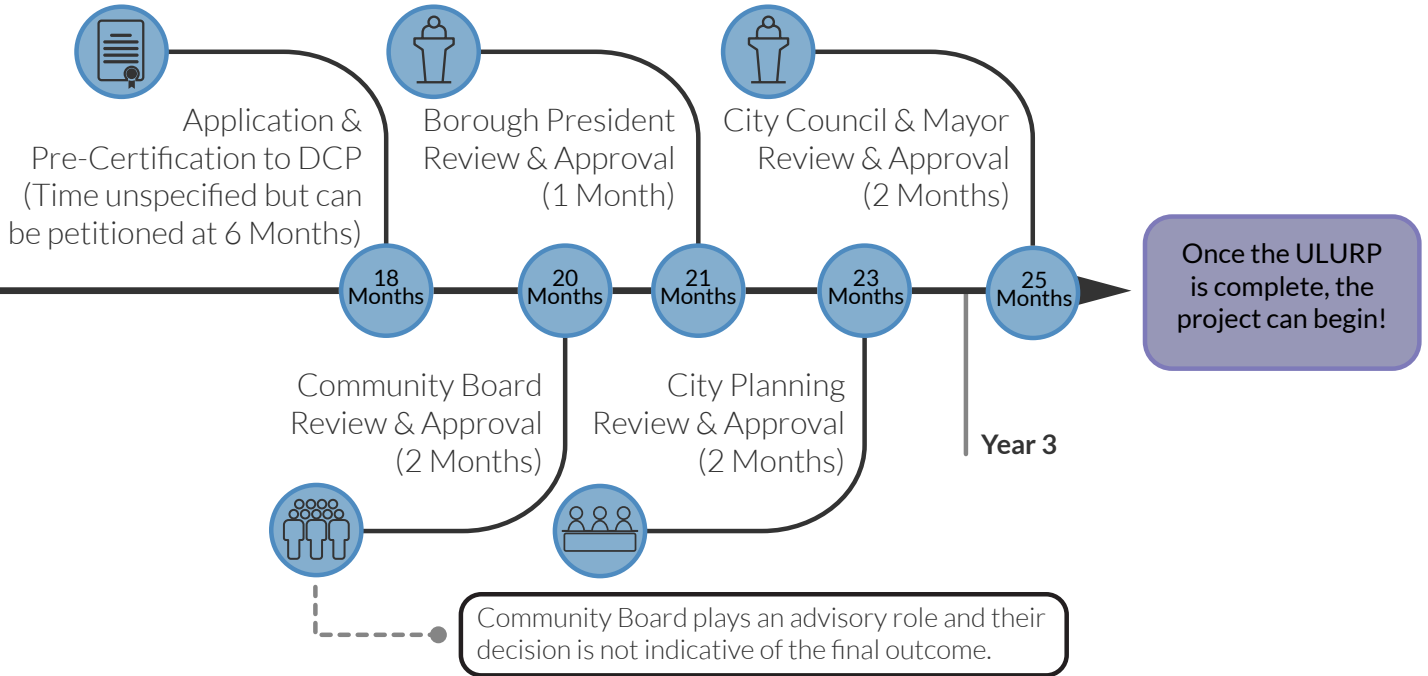 Application &
Pre-Certification to DCP
(Time unspecified but can
be petitioned at 6 Months)
Borough President
Review & Approval
(1 Month)
City Council & Mayor
Review & Approval
(2 Months)
18
Months
20
Months
21
Months
23
Months
25
Months
Once the ULURP
is complete, the
project can begin!
Community Board
Review & Approval
(2 Months)
City Planning
Review & Approval
(2 Months)
Year 3
Community Board plays an advisory role and their
decision is not indicative of the final outcome.